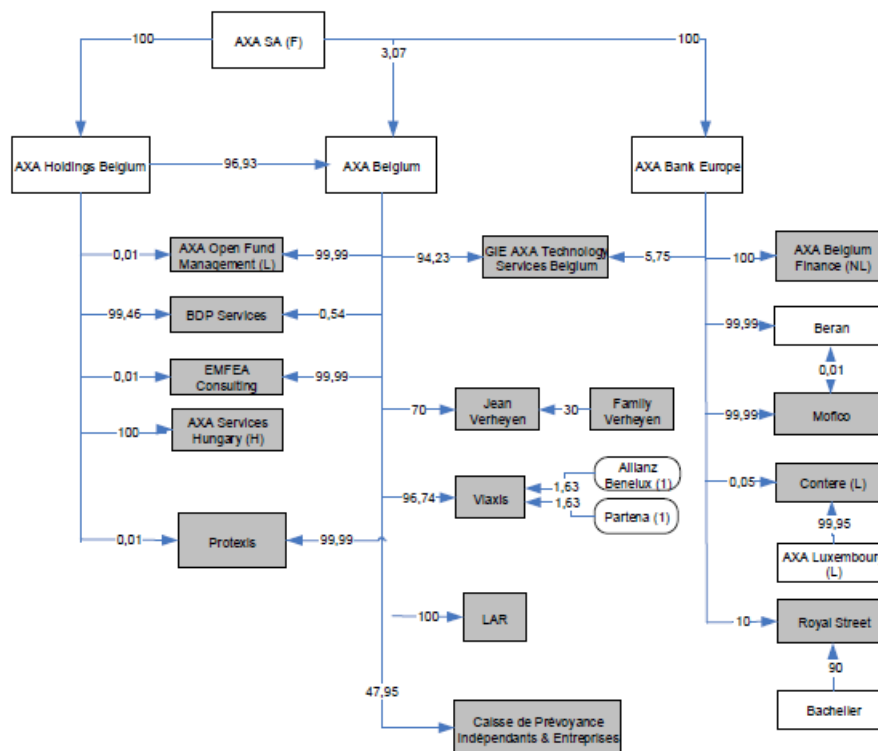 AXA SA (F)
100
3,07
100
AXA Holdings Belgium
96,93
AXA Belgium
AXA Bank Europe
0,01
AXA Open Fund
Management (L)
99,99
94,23
GIE AXA Technology
Services Belgium
5,75
100
AXA Belgium
Finance (NL)
99,46
BDP Services
0,54
99,99
Beran
0,01
EMFEA
Consulting
99,99
0,01
100
AXA Services
Hungary (H)
70
Jean
Verheyen
30
Family
Verheyen
99,99
Mofico
96,74
Viaxis
1,63
1,63
Allianz
Benelux (1)
Partena (1)
0,05
Contere (L)
99,95
AXA Luxembour
(L)
0,01
Protexis
99,99
100
LAR
10
Royal Street
90
Bachelier
47,95
Caisse de Prévoyance
Indépendants & Entreprises